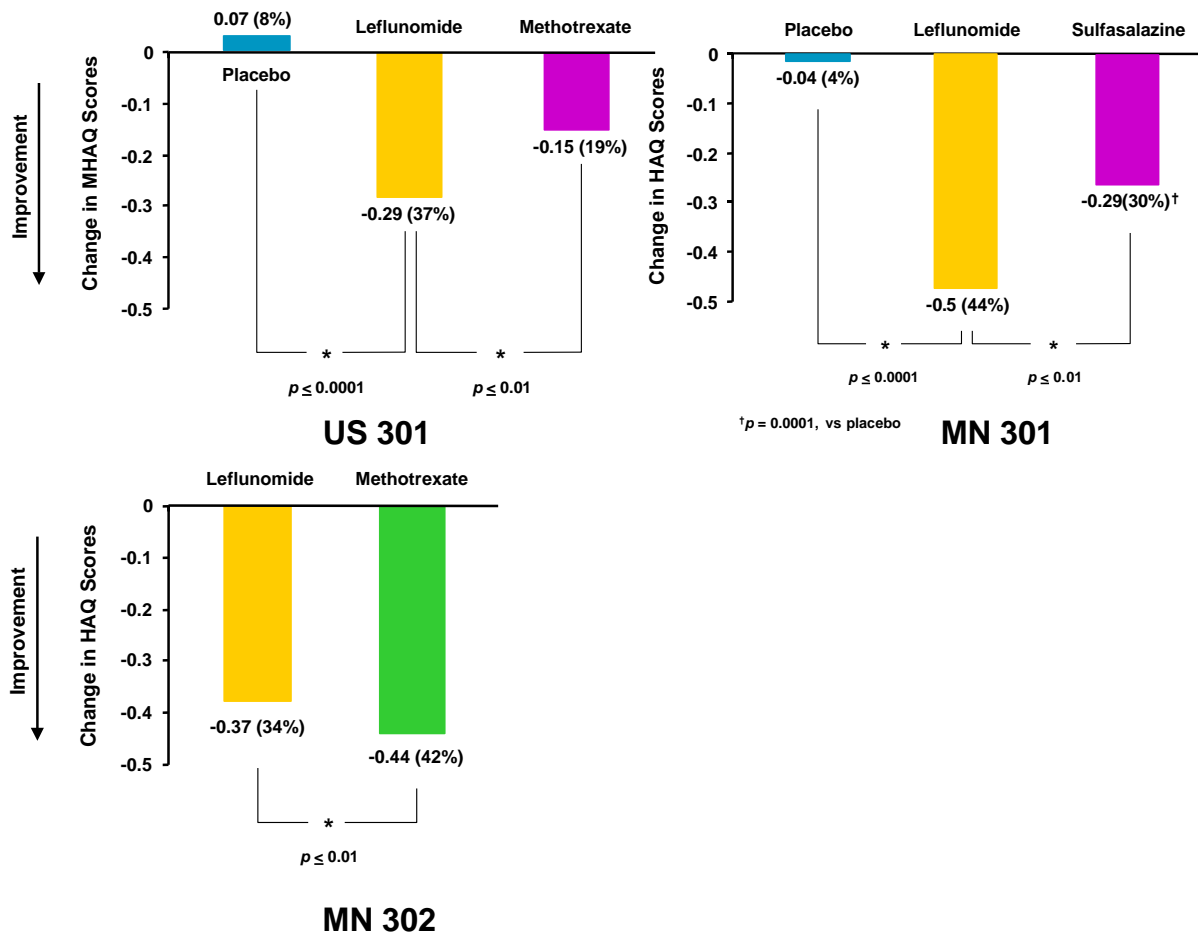 0.07 (8%)
Leflunomide
Methotrexate
0
Placebo
-0.1
-0.2
-0.3
-0.4
-0.5
Improvement
Change in MHAQ Scores
-0.15 (19%)
-0.29 (37%)
*
*
p ≤ 0.0001
p ≤ 0.01
US 301
Placebo
Leflunomide
Sulfasalazine
0
-0.1
-0.2
-0.3
-0.4
-0.5
Change in HAQ Scores
-0.04 (4%)
-0.29(30%)†
-0.5 (44%)
*
*
p ≤ 0.0001
p ≤ 0.01
†p = 0.0001, vs placebo
MN 301
Leflunomide
Methotrexate
0
-0.1
-0.2
-0.3
-0.4
-0.5
Improvement
Change in HAQ Scores
-0.37 (34%)
-0.44 (42%)
*
p ≤ 0.01
MN 302